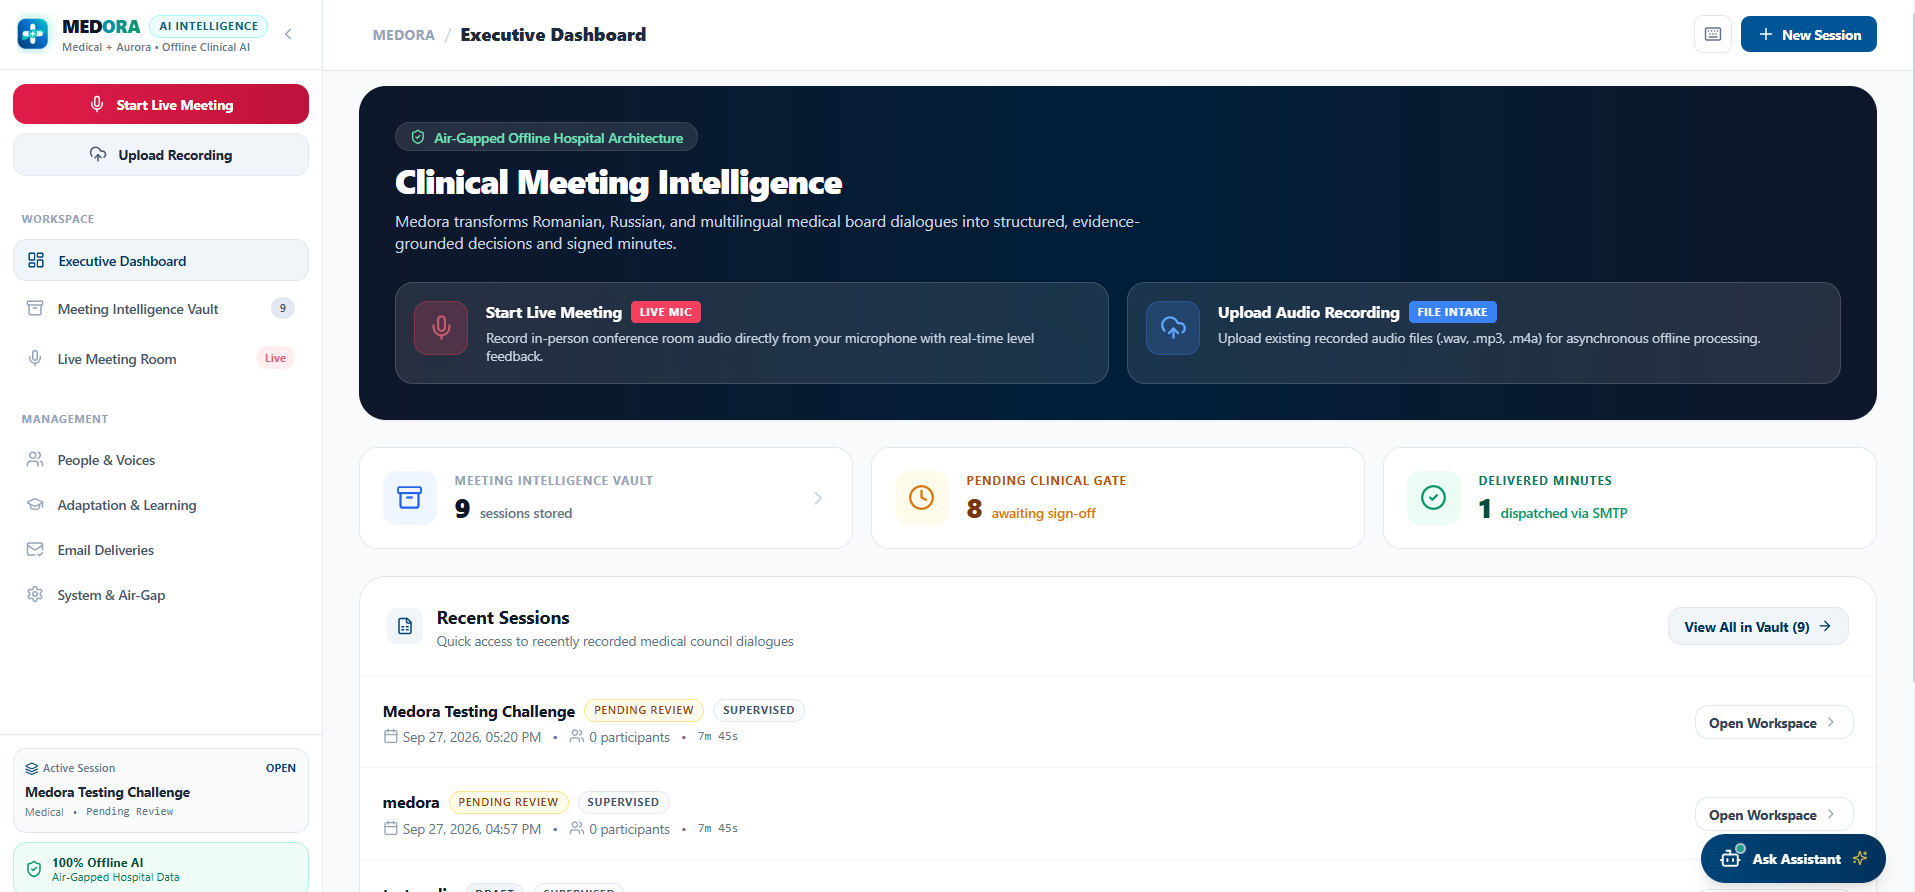 MEDORA AI INTELLIGENCE
Medical + Aurora • Offline Clinical AI
Start Live Meeting
Upload Recording
WORKSPACE
Executive Dashboard
Meeting Intelligence Vault 9
Live Meeting Room Live
MANAGEMENT
People & Voices
Adaptation & Learning
Email Deliveries
System & Air-Gap
Active Session OPEN
Medora Testing Challenge
Medical • Pending Review
100% Offline AI
Air-Gapped Hospital Data
MEDORA / Executive Dashboard
New Session
Air-Gapped Offline Hospital Architecture
Clinical Meeting Intelligence
Medora transforms Romanian, Russian, and multilingual medical board dialogues into structured, evidence-
grounded decisions and signed minutes.
Start Live Meeting LIVE MIC
Record in-person conference room audio directly from your microphone with real-time level
feedback.
Upload Audio Recording FILE INTAKE
Upload existing recorded audio files (.wav, .mp3, .m4a) for asynchronous offline processing.
MEETING INTELLIGENCE VAULT
9 sessions stored
PENDING CLINICAL GATE
8 awaiting sign-off
DELIVERED MINUTES
1 dispatched via SMTP
Recent Sessions
Quick access to recently recorded medical council dialogues
View All in Vault (9)
Medora Testing Challenge PENDING REVIEW SUPERVISED
Sep 27, 2026, 05:20 PM • 0 participants • 7m 45s
Open Workspace
medora PENDING REVIEW SUPERVISED
Sep 27, 2026, 04:57 PM • 0 participants • 7m 45s
Open Workspace
Ask Assistant
DRAFT SUPERVISED